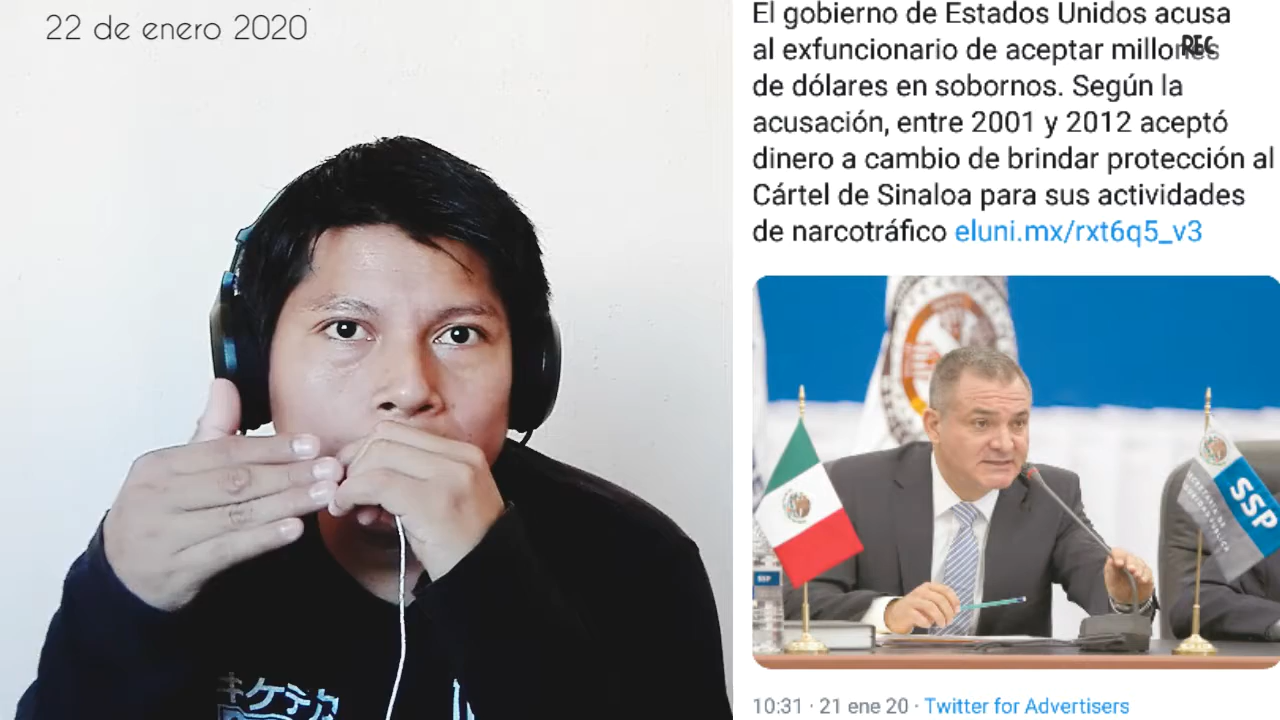 22 de enero 2020
El gobierno de Estados Unidos acusa
al exfuncionario de aceptar millones
REC
de dólares en sobornos. Según la
acusación, entre 2001 y 2012 aceptó
dinero a cambio de brindar protección al
Cártel de Sinaloa para sus actividades
de narcotráfico eluni.mx/rxt6q5_v3
SSP
SSP
10:31 · 21 ene 20 · Twitter for Advertisers